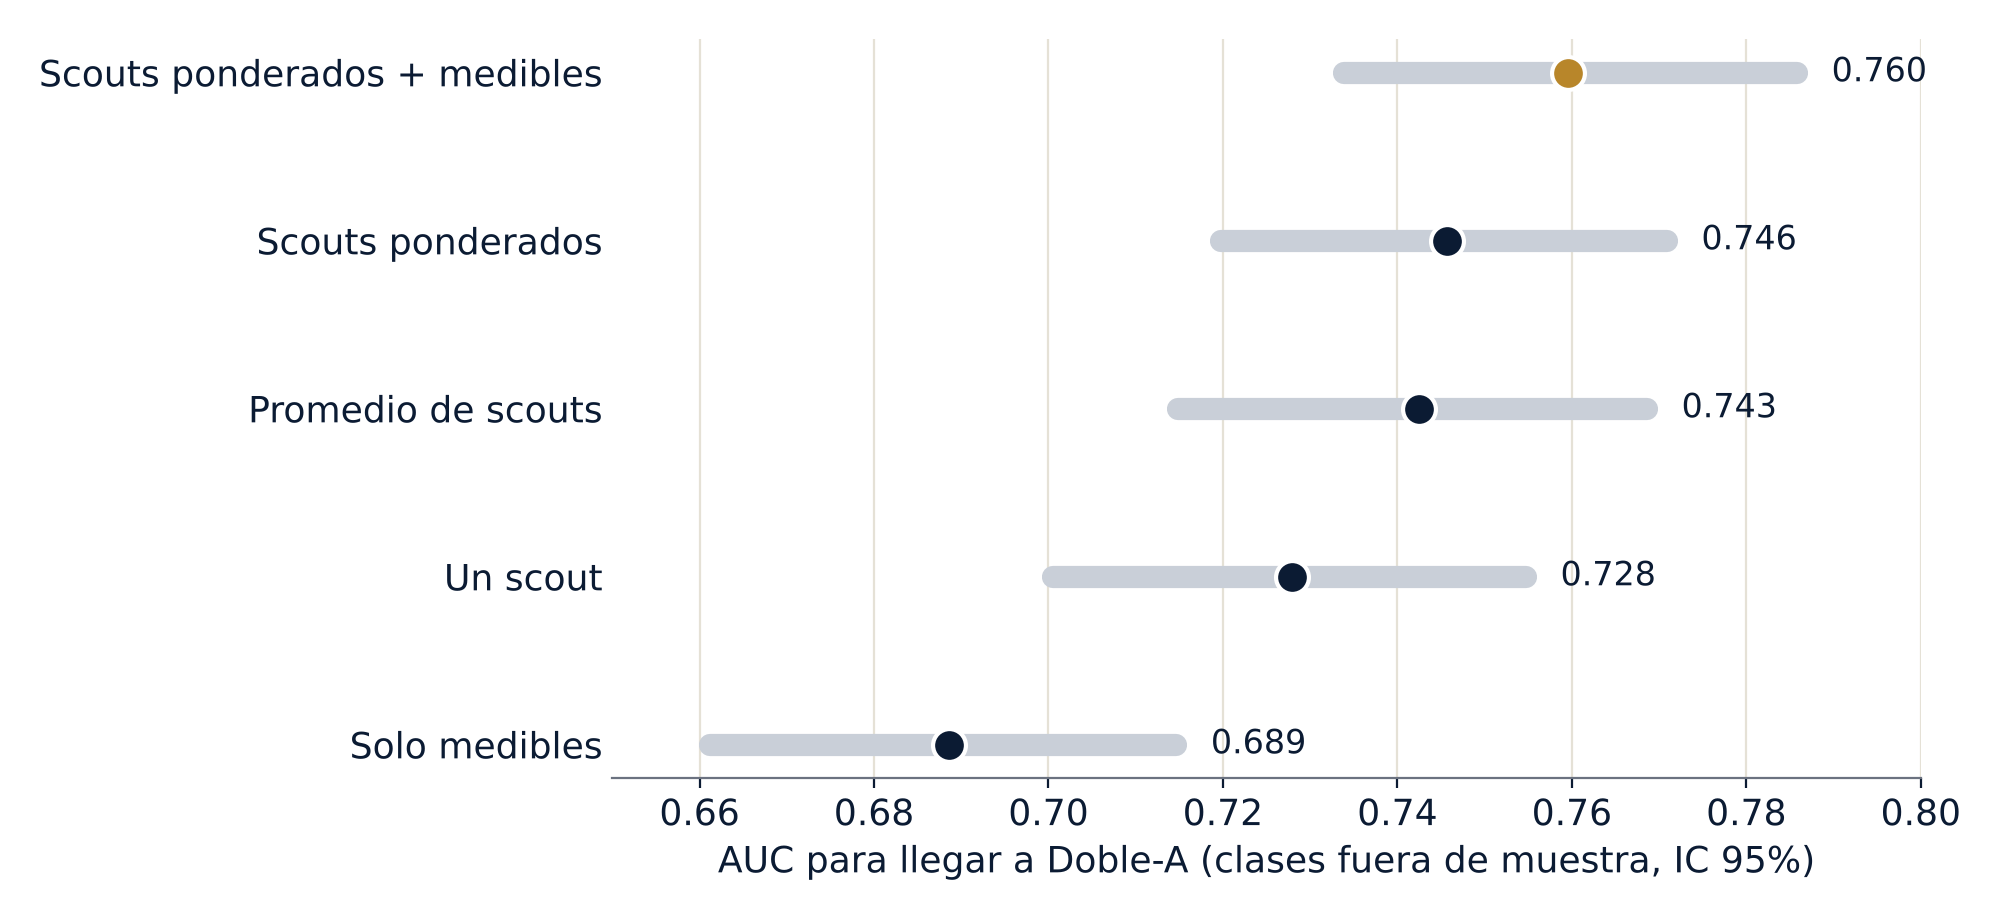 Scouts ponderados + medibles
0.760
Scouts ponderados
0.746
Promedio de scouts
0.743
Un scout
0.728
Solo medibles
0.689
0.66 0.68 0.70 0.72 0.74 0.76 0.78 0.80
AUC para llegar a Doble-A (clases fuera de muestra, IC 95%)